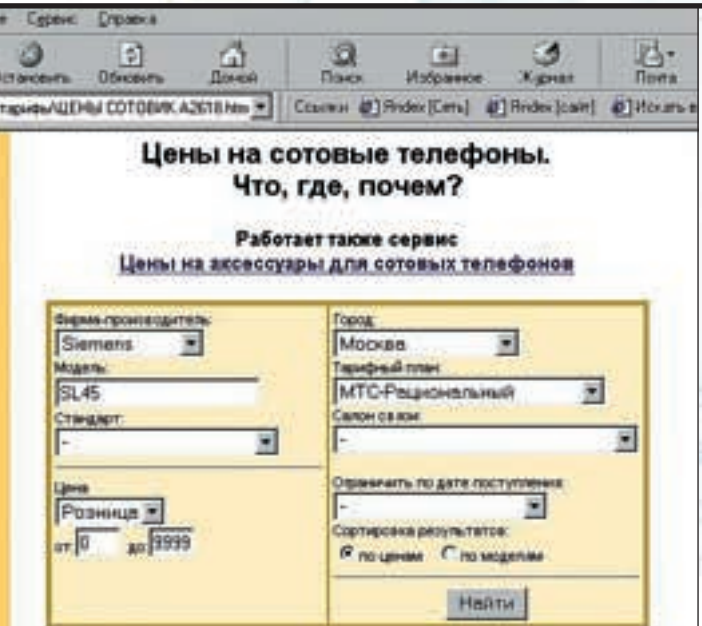 Сервис Справка
Остановить Обновить Домой Поиск Избранное Журнал Почта
тарифы\ЦЕНЫ СОТОВИК A2618.htm Ссылки Яndex [Сеть] Яndex [сайт] Искать в
Цены на сотовые телефоны.
Что, где, почем?
Работает также сервис
Цены на аксессуары для сотовых телефонов
Фирма-производитель:
Siemens
Модель:
SL45
Стандарт:
-
Цена
Розница
от 0 до 9999
Город:
Москва
Тарифный план:
МТС-Рациональный
Салон связи:
-
Ограничить по дате поступления:
-
Сортировка результатов:
по ценам по моделям
Найти